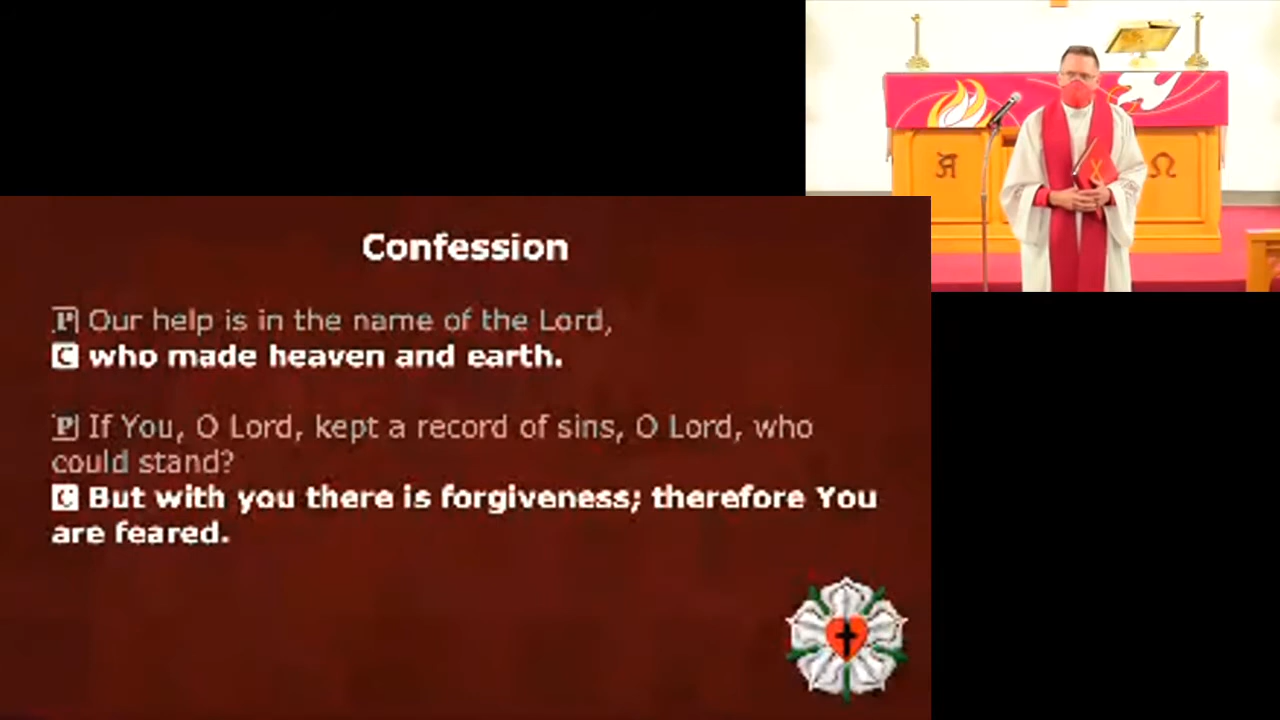 Confession
P Our help is in the name of the Lord,
C who made heaven and earth.
P If You, O Lord, kept a record of sins, O Lord, who
could stand?
C But with you there is forgiveness; therefore You
are feared.
Ω